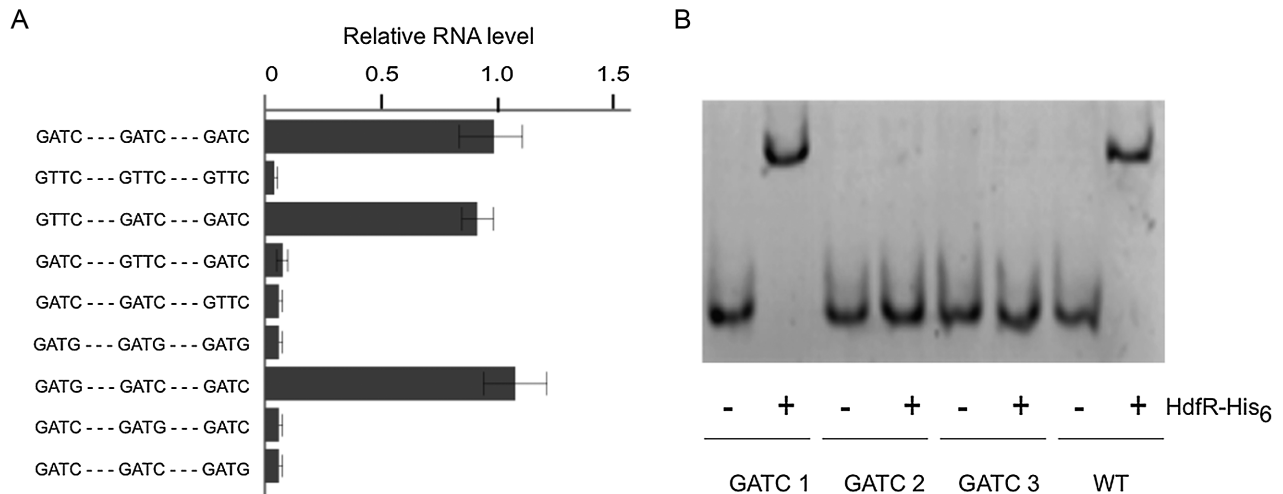 A
Relative RNA level
0 0.5 1.0 1.5
GATC - - - GATC - - - GATC
GTTC - - - GTTC - - - GTTC
GTTC - - - GATC - - - GATC
GATC - - - GTTC - - - GATC
GATC - - - GATC - - - GTTC
GATG - - - GATG - - - GATG
GATG - - - GATC - - - GATC
GATC - - - GATG - - - GATC
GATC - - - GATC - - - GATG
B
- + - + - + - + HdfR-His6
GATC 1 GATC 2 GATC 3 WT